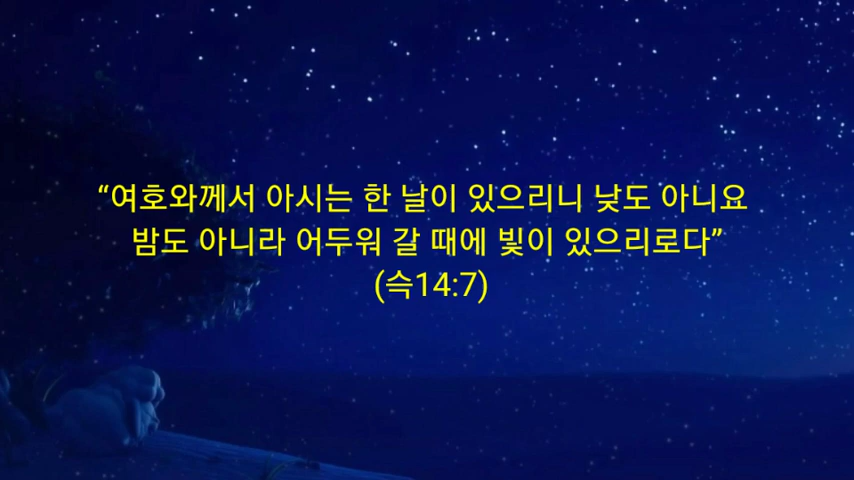 “여호와께서 아시는 한 날이 있으리니 낮도 아니요
밤도 아니라 어두워 갈 때에 빛이 있으리로다”
(슥14:7)